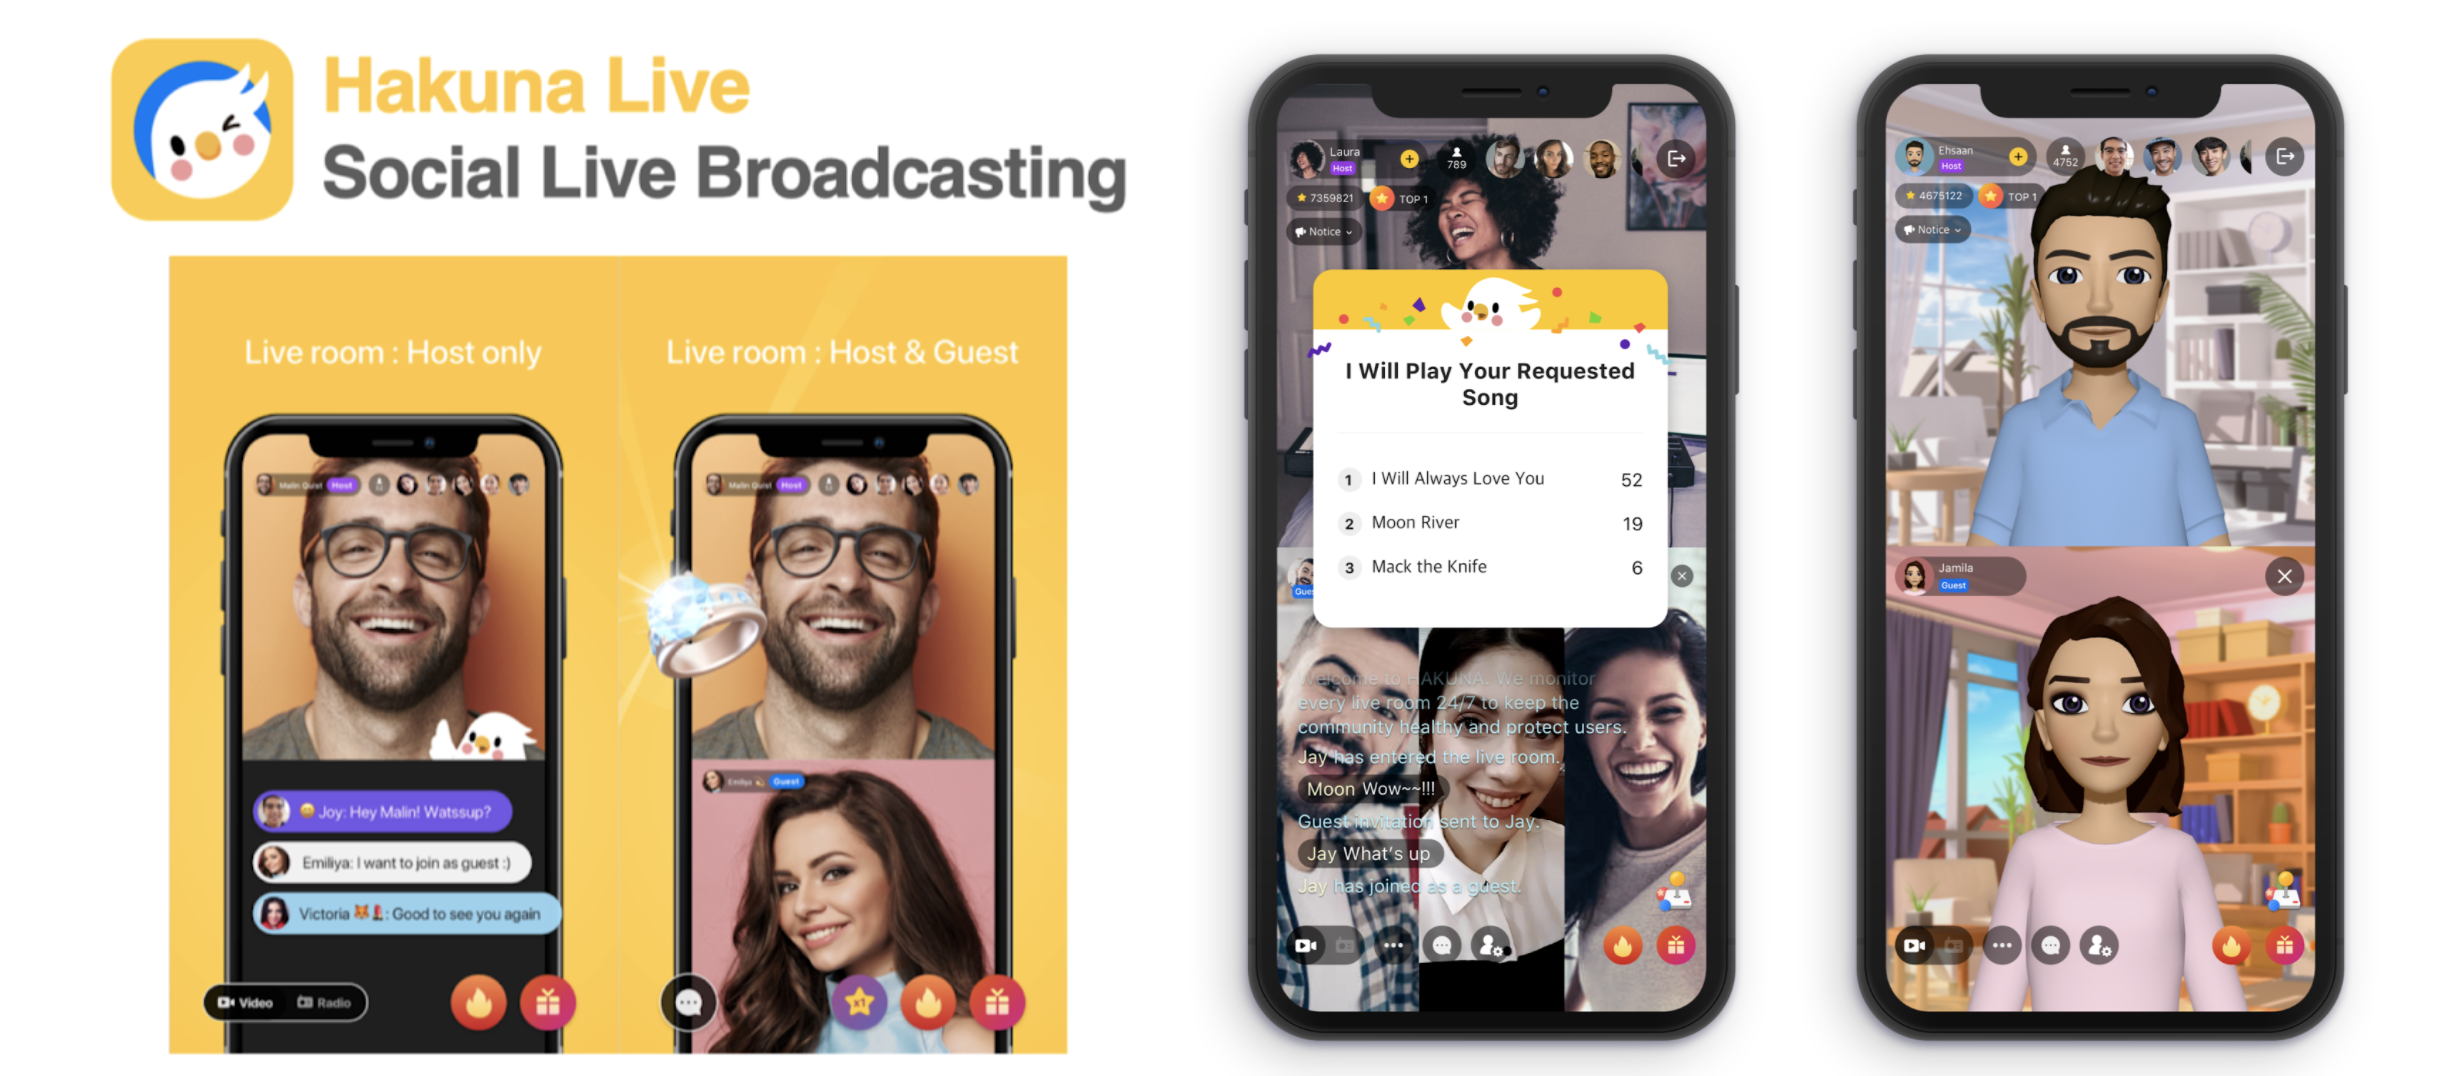 Hakuna Live
Social Live Broadcasting
Live room : Host only
Malin Quist Host
Joy: Hey Malin! Watssup?
Emiliya: I want to join as guest :)
Victoria : Good to see you again
Video Radio
Live room : Host & Guest
Malin Quist Host
Emiliya Guest
x1
Laura
Host
789
7359821 TOP 1
Notice
I Will Play Your Requested
Song
1 I Will Always Love You 52
2 Moon River 19
3 Mack the Knife 6
Welcome to HAKUNA. We monitor
every live room 24/7 to keep the
community healthy and protect users.
Jay has entered the live room.
Moon Wow~~!!!
Guest invitation sent to Jay.
Jay What's up
Jay has joined as a guest.
Ehsaan
Host
4752
4675122 TOP 1
Notice
Jamila
Guest